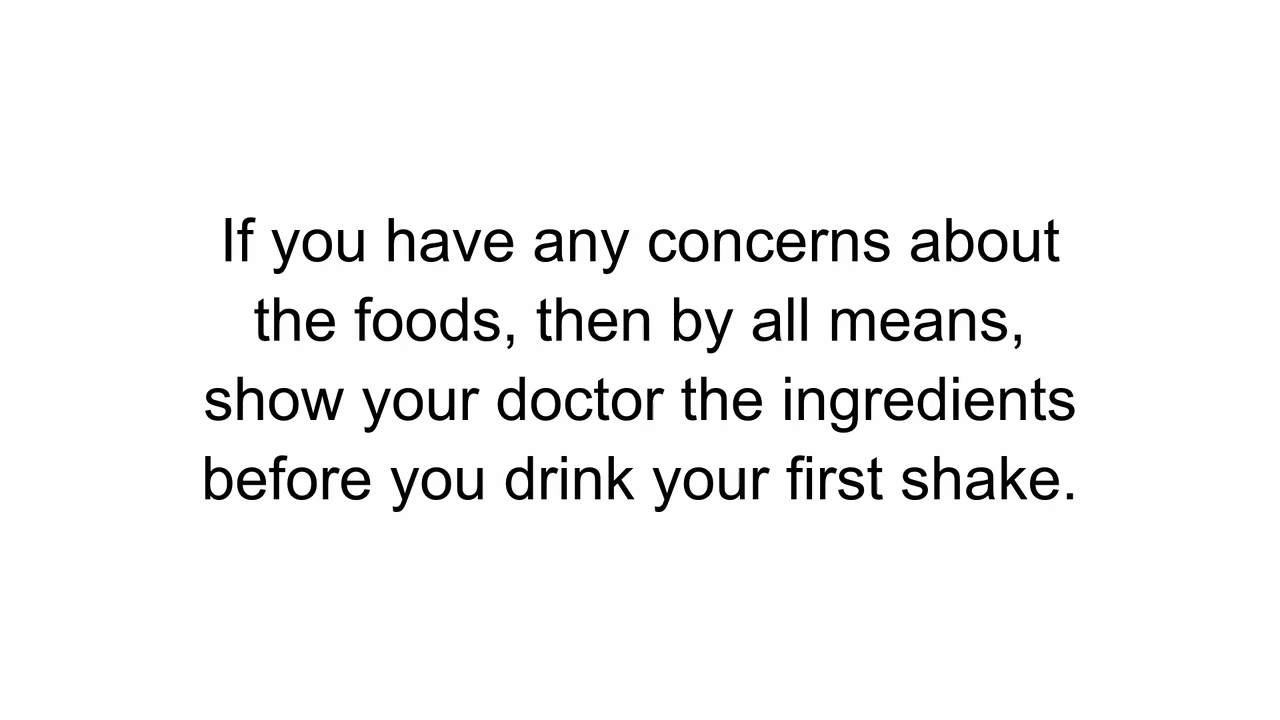 If you have any concerns about
the foods, then by all means,
show your doctor the ingredients
before you drink your first shake.